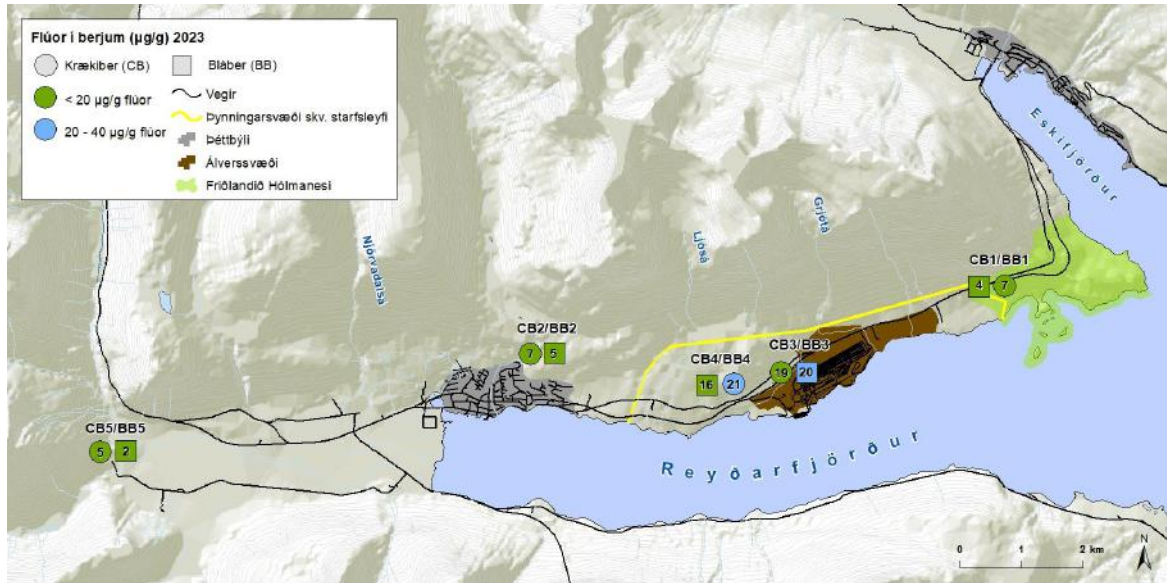 Flúor í berjum (µg/g) 2023
Krækiber (CB)
Bláber (BB)
< 20 µg/g flúor
20 - 40 µg/g flúor
Vegir
Þynningarsvæði skv. starfsleyfi
Þéttbýli
Álverssvæði
Friðlandið Hólmanesi
Eskifjörður
Njörvadalsá
Ljósá
Grjótá
CB1/BB1
4
7
CB2/BB2
7
5
CB3/BB3
19
20
CB4/BB4
16
21
CB5/BB5
5
2
Reyðarfjörður
0 1 2 km
N